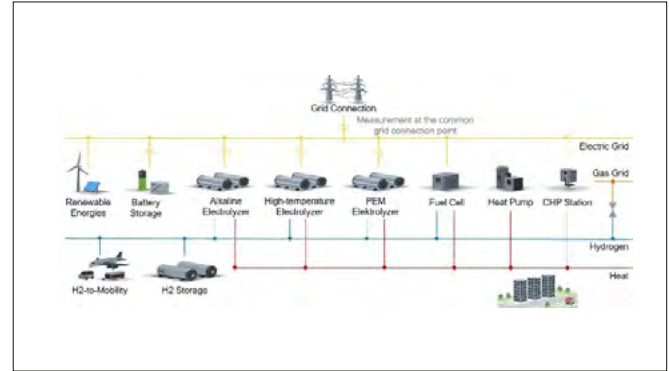 Grid Connection
Measurement at the common
grid connection point
Electric Grid
Gas Grid
Renewable
Energies
Battery
Storage
Alkaline
Electrolyzer
High-temperature
Electrolyzer
PEM
Elektrolyzer
Fuel Cell
Heat Pump
CHP Station
Hydrogen
Heat
H2-to-Mobility
H2 Storage